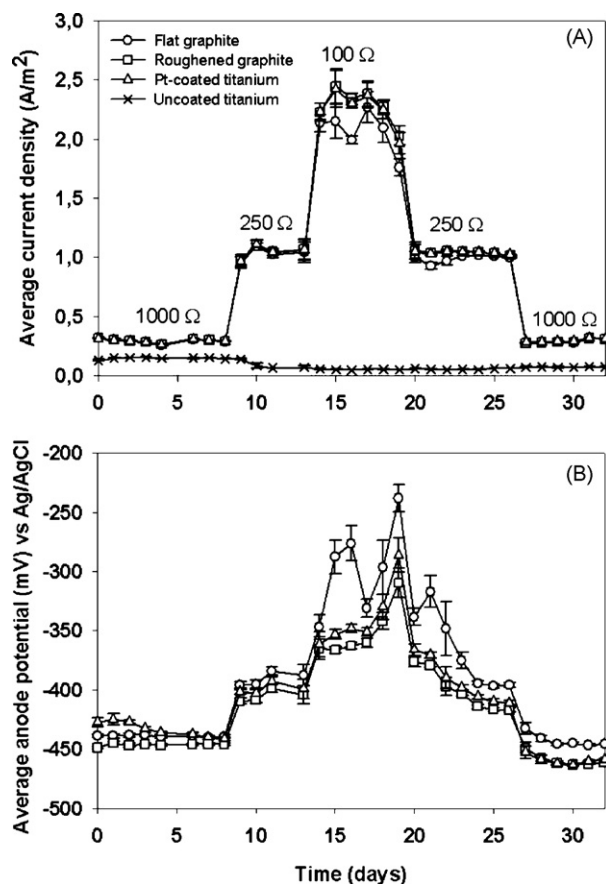 (A)
Flat graphite
Roughened graphite
Pt-coated titanium
Uncoated titanium
Average current density (A/m²)
3,0
2,5
2,0
1,5
1,0
0,5
0,0
1000 Ω
250 Ω
100 Ω
250 Ω
1000 Ω
0 5 10 15 20 25 30
(B)
Average anode potential (mV) vs Ag/AgCl
-200
-250
-300
-350
-400
-450
-500
0 5 10 15 20 25 30
Time (days)